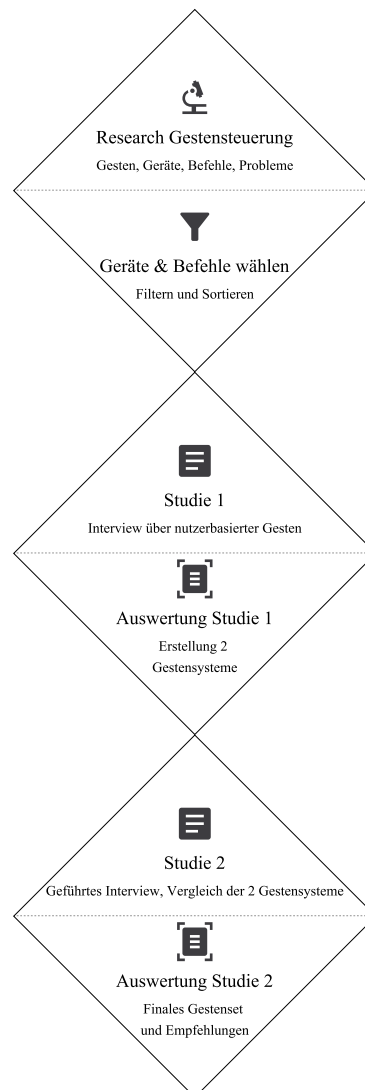 Research Gestensteuerung
Gesten, Geräte, Befehle, Probleme
Geräte & Befehle wählen
Filtern und Sortieren
Studie 1
Interview über nutzerbasierter Gesten
Auswertung Studie 1
Erstellung 2
Gestensysteme
Studie 2
Geführtes Interview, Vergleich der 2 Gestensysteme
Auswertung Studie 2
Finales Gestenset
und Empfehlungen